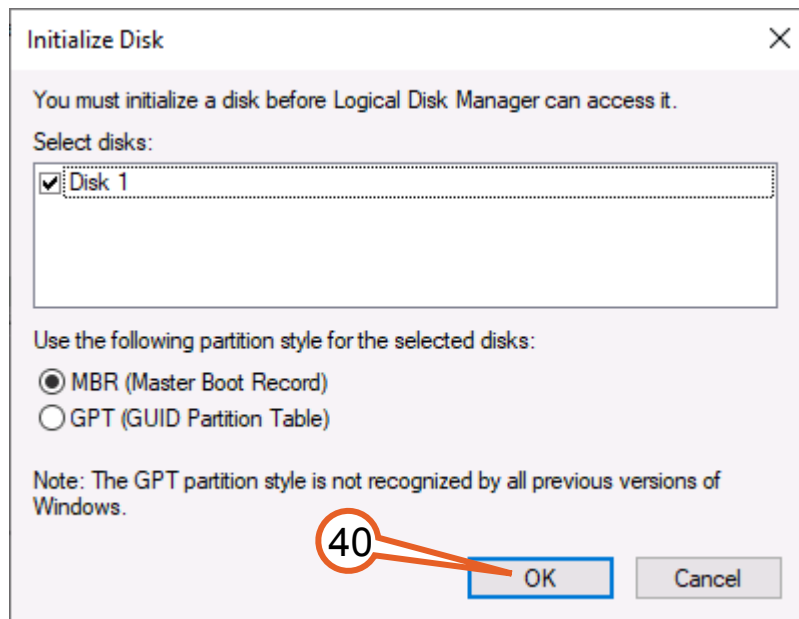 Initialize Disk
You must initialize a disk before Logical Disk Manager can access it.
Select disks:
Disk 1
Use the following partition style for the selected disks:
MBR (Master Boot Record)
GPT (GUID Partition Table)
Note: The GPT partition style is not recognized by all previous versions of
Windows.
40
OK Cancel